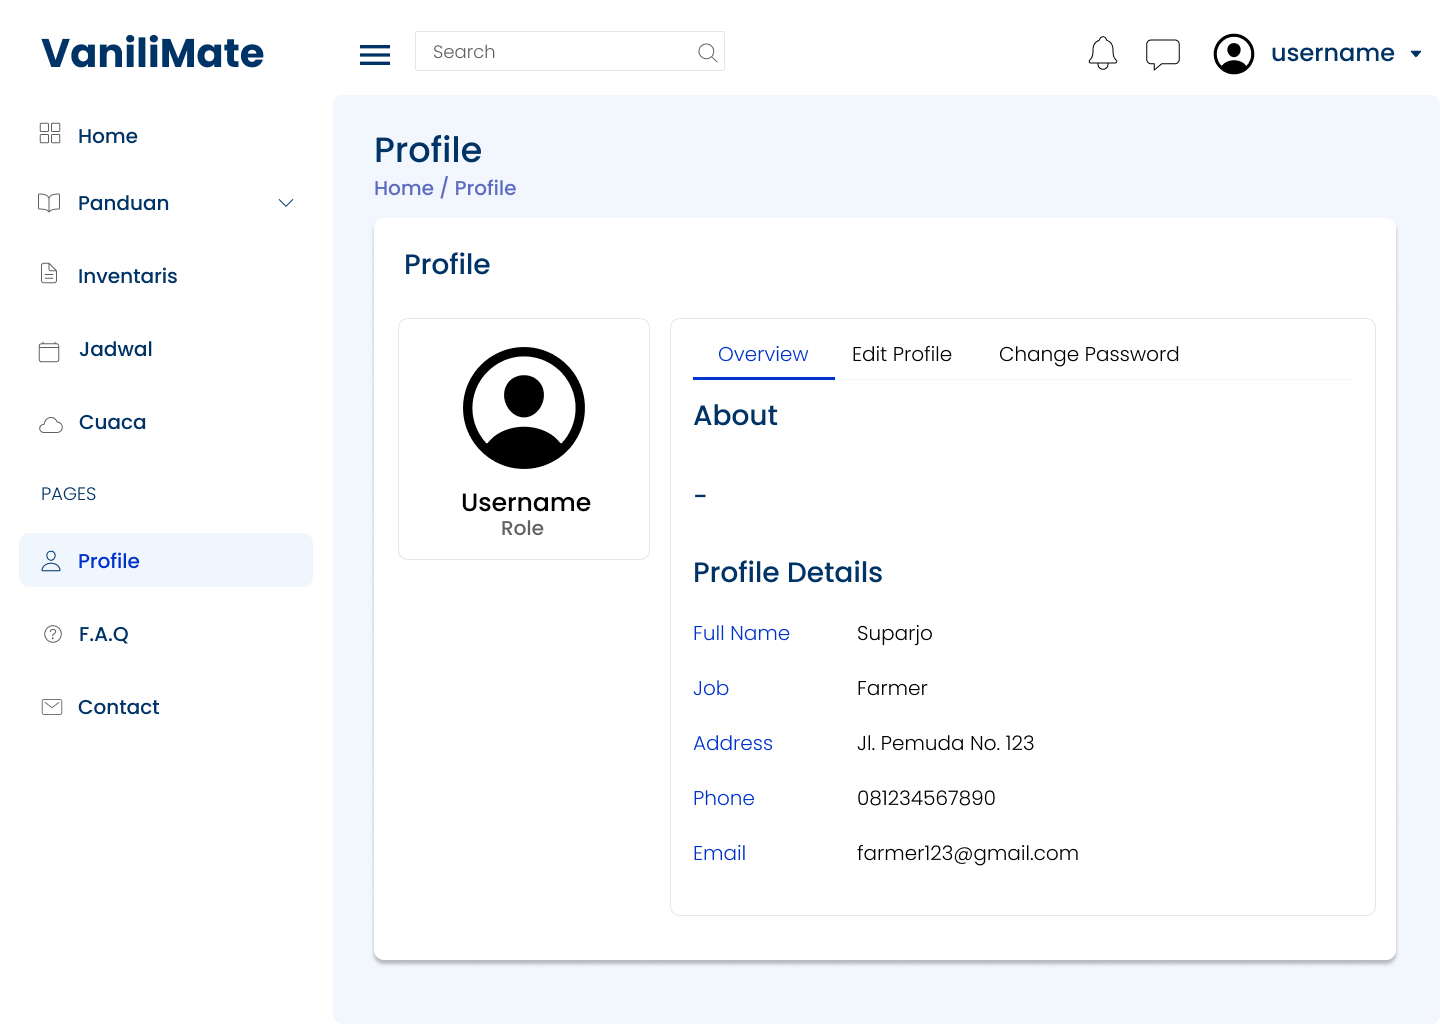 VaniliMate
Search
username
Home
Panduan
Inventaris
Jadwal
Cuaca
PAGES
Profile
F.A.Q
Contact
Profile
Home / Profile
Profile
Username
Role
Overview Edit Profile Change Password
About
-
Profile Details
Full Name Suparjo
Job Farmer
Address Jl. Pemuda No. 123
Phone 081234567890
Email farmer123@gmail.com